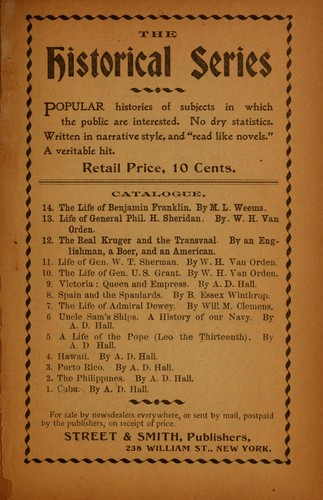 THE
Historical Series
POPULAR histories of subjects in which
the public are interested. No dry statistics.
Written in narrative style, and "read like novels."
A veritable hit.
Retail Price, 10 Cents.
CATALOGUE.
14. The Life of Benjamin Franklin. By M. L. Weems.
13. Life of General Phil. H. Sheridan. By W. H. Van
Orden.
12. The Real Kruger and the Transvaal. By an Eng-
lishman, a Boer, and an American.
11. Life of Gen. W. T. Sherman. By W. H. Van Orden.
10. The Life of Gen. U. S. Grant. By W. H. Van Orden.
9. Victoria: Queen and Empress. By A. D. Hall.
8. Spain and the Spaniards. By B. Essex Winthrop.
7. The Life of Admiral Dewey. By Will M. Clemens,
6 Uncle Sam's Ships. A History of our Navy. By
A. D. Hall.
5 A Life of the Pope (Leo the Thirteenth). By
A. D. Hall.
4. Hawaii. By A. D. Hall.
3. Porto Rico. By A. D. Hall.
2. The Philippines. By A. D. Hall.
1. Cuba. By A. D. Hall.
For sale by newsdealers everywhere, or sent by mail, postpaid
by the publishers, on receipt of price.
STREET & SMITH, Publishers,
238 WILLIAM ST., NEW YORK.